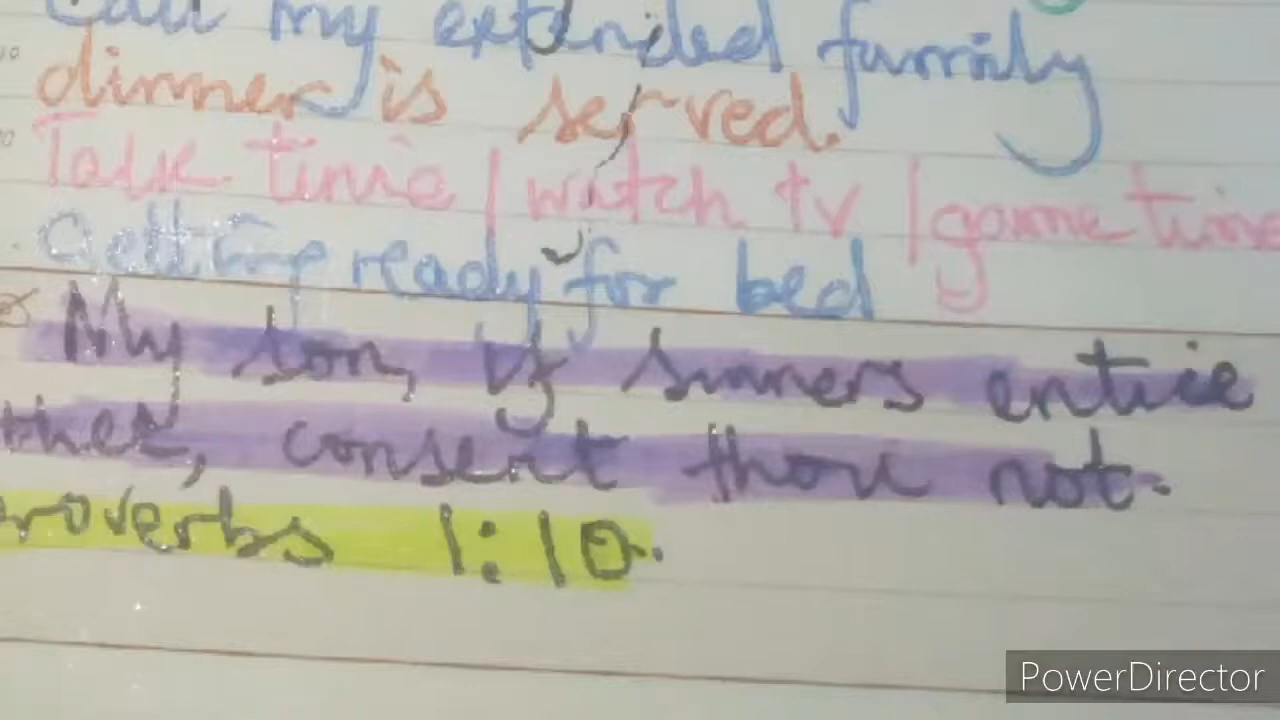 Call my extended family
dinner is served.
Talk time | watch tv | game time
Getting ready for bed
My son, if sinners entice
thee, consent thou not.
roverbs 1:10.
PowerDirector